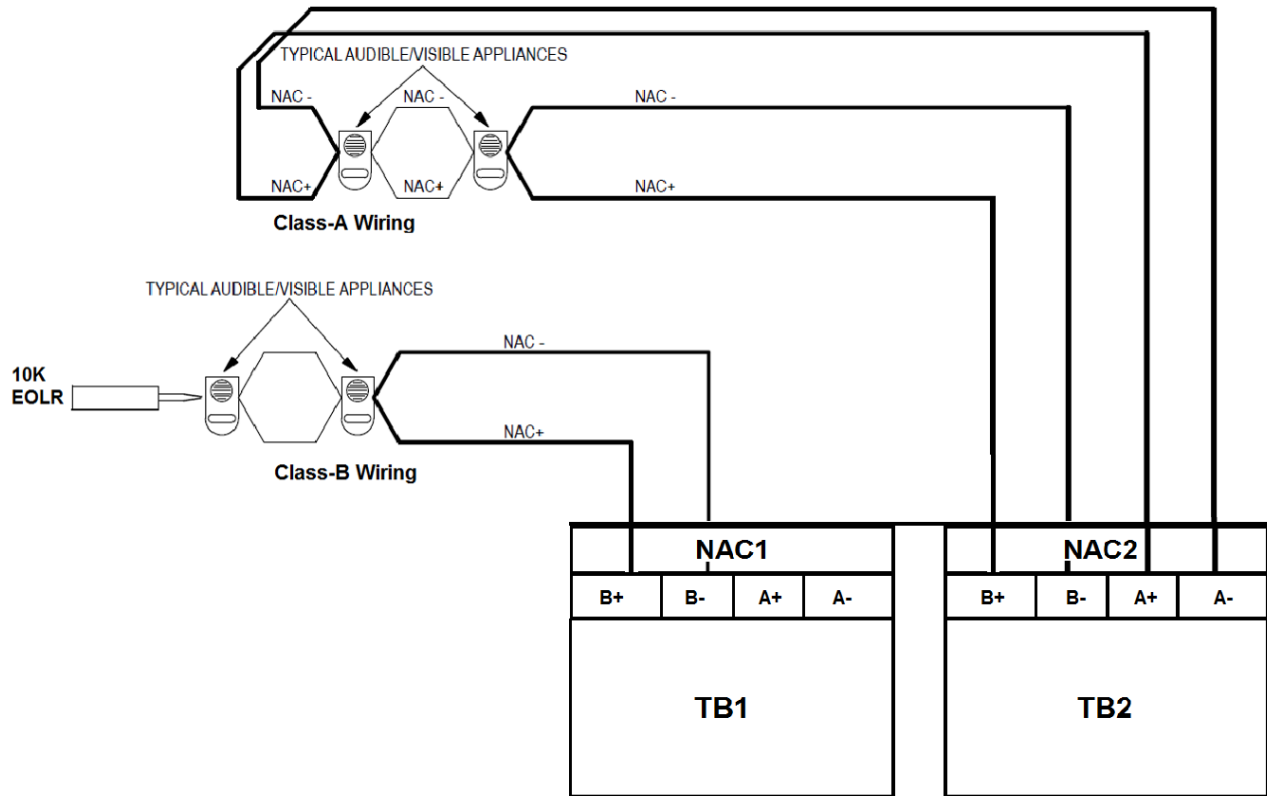 TYPICAL AUDIBLE/VISIBLE APPLIANCES
NAC -
NAC -
NAC -
NAC+
NAC+
NAC+
Class-A Wiring
TYPICAL AUDIBLE/VISIBLE APPLIANCES
NAC -
10K
EOLR
NAC+
Class-B Wiring
NAC1
NAC2
B+
B-
A+
A-
B+
B-
A+
A-
TB1
TB2